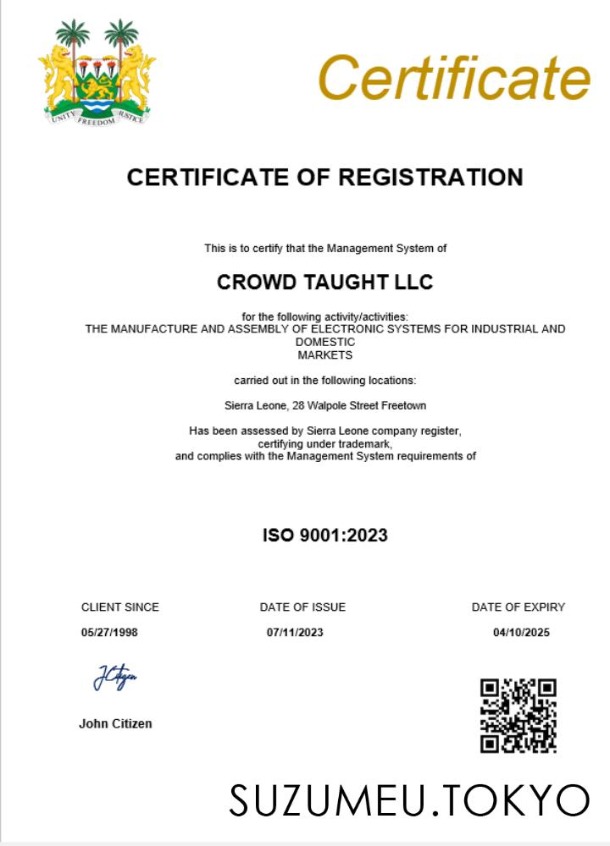 UNITY FREEDOM JUSTICE
Certificate
CERTIFICATE OF REGISTRATION
This is to certify that the Management System of
CROWD TAUGHT LLC
for the following activity/activities:
THE MANUFACTURE AND ASSEMBLY OF ELECTRONIC SYSTEMS FOR INDUSTRIAL AND
DOMESTIC
MARKETS
carried out in the following locations:
Sierra Leone, 28 Walpole Street Freetown
Has been assessed by Sierra Leone company register,
certifying under trademark,
and complies with the Management System requirements of
ISO 9001:2023
CLIENT SINCE DATE OF ISSUE DATE OF EXPIRY
05/27/1998 07/11/2023 04/10/2025
JCitizen
John Citizen
SUZUMEU.TOKYO